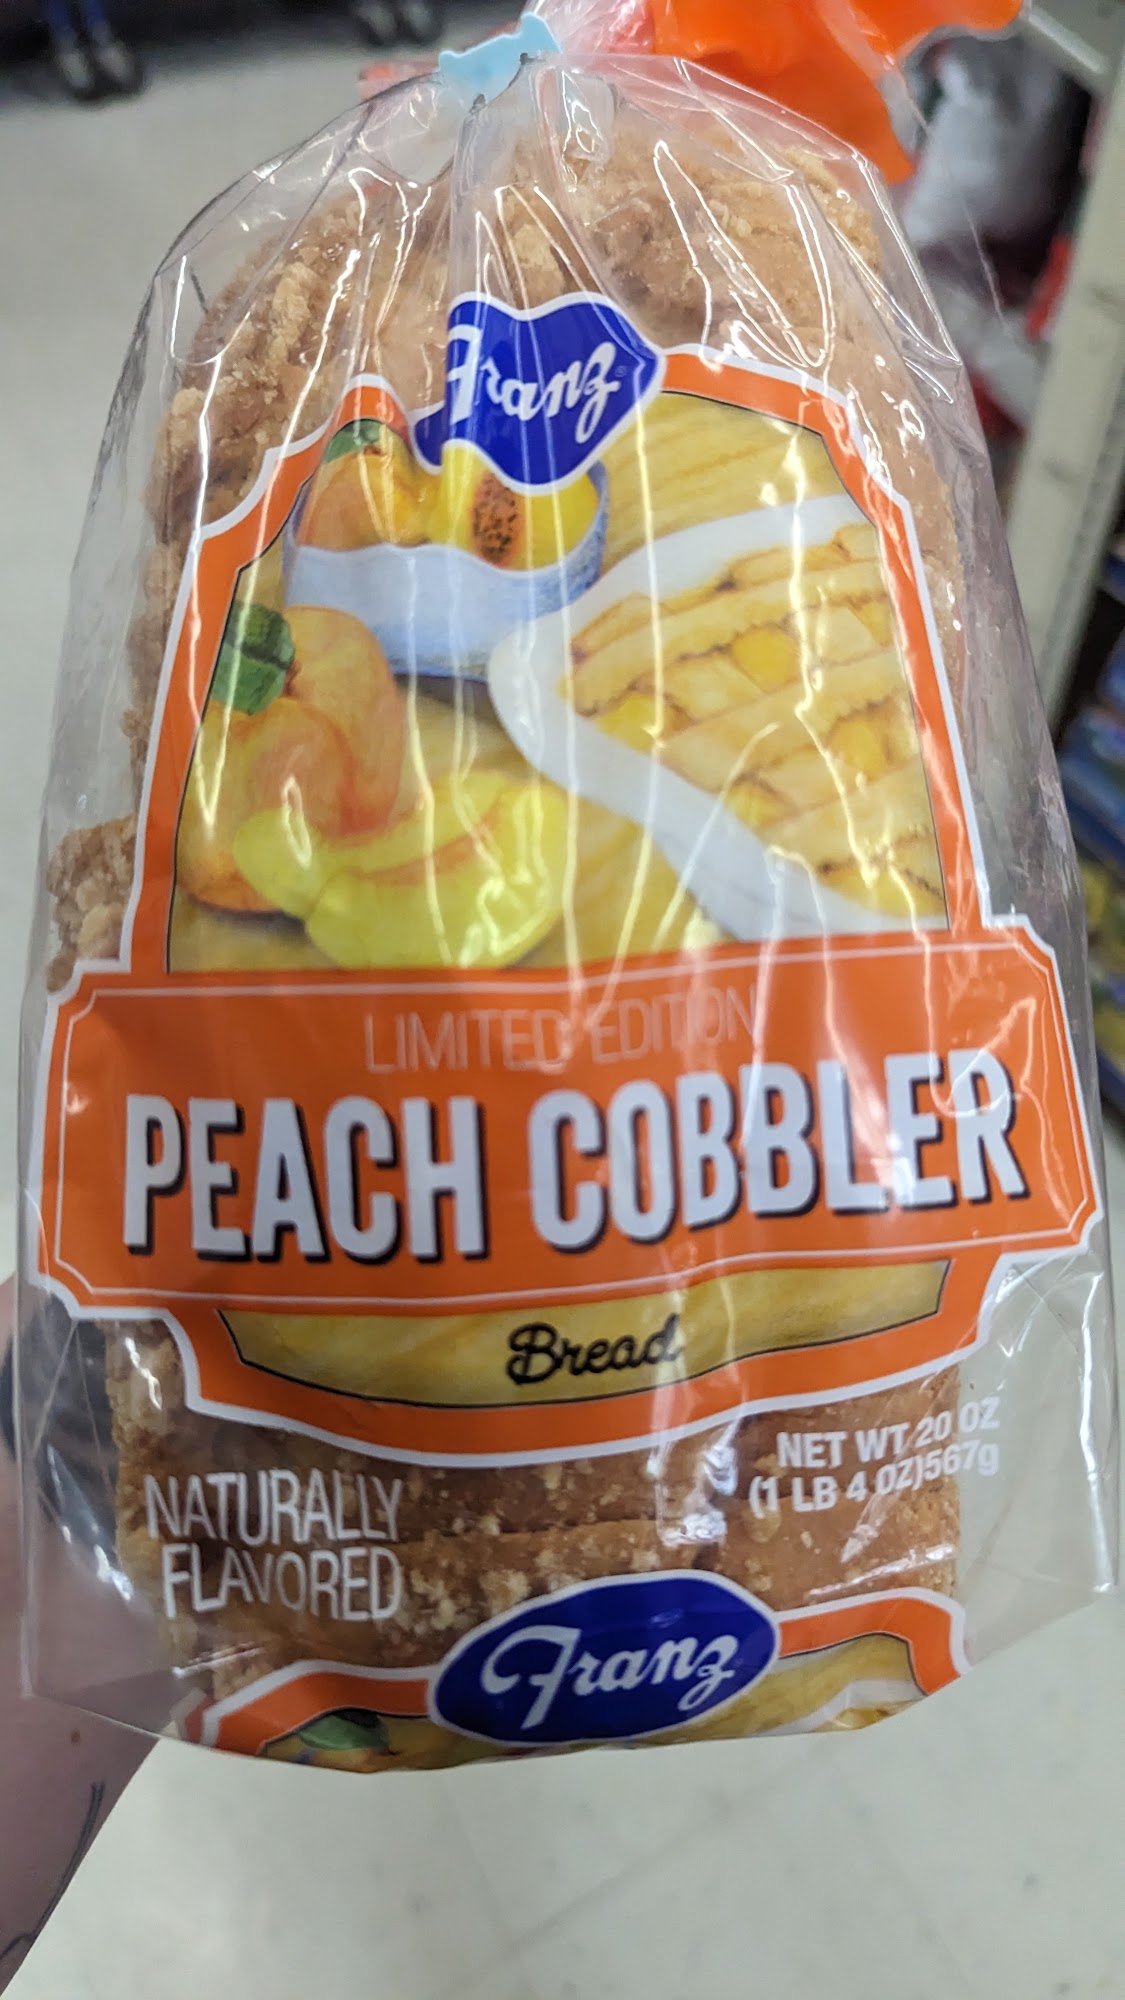 Franz
LIMITED EDITION
PEACH COBBLER
Bread
NET WT 20 OZ
(1 LB 4 OZ)567g
NATURALLY
FLAVORED
Franz